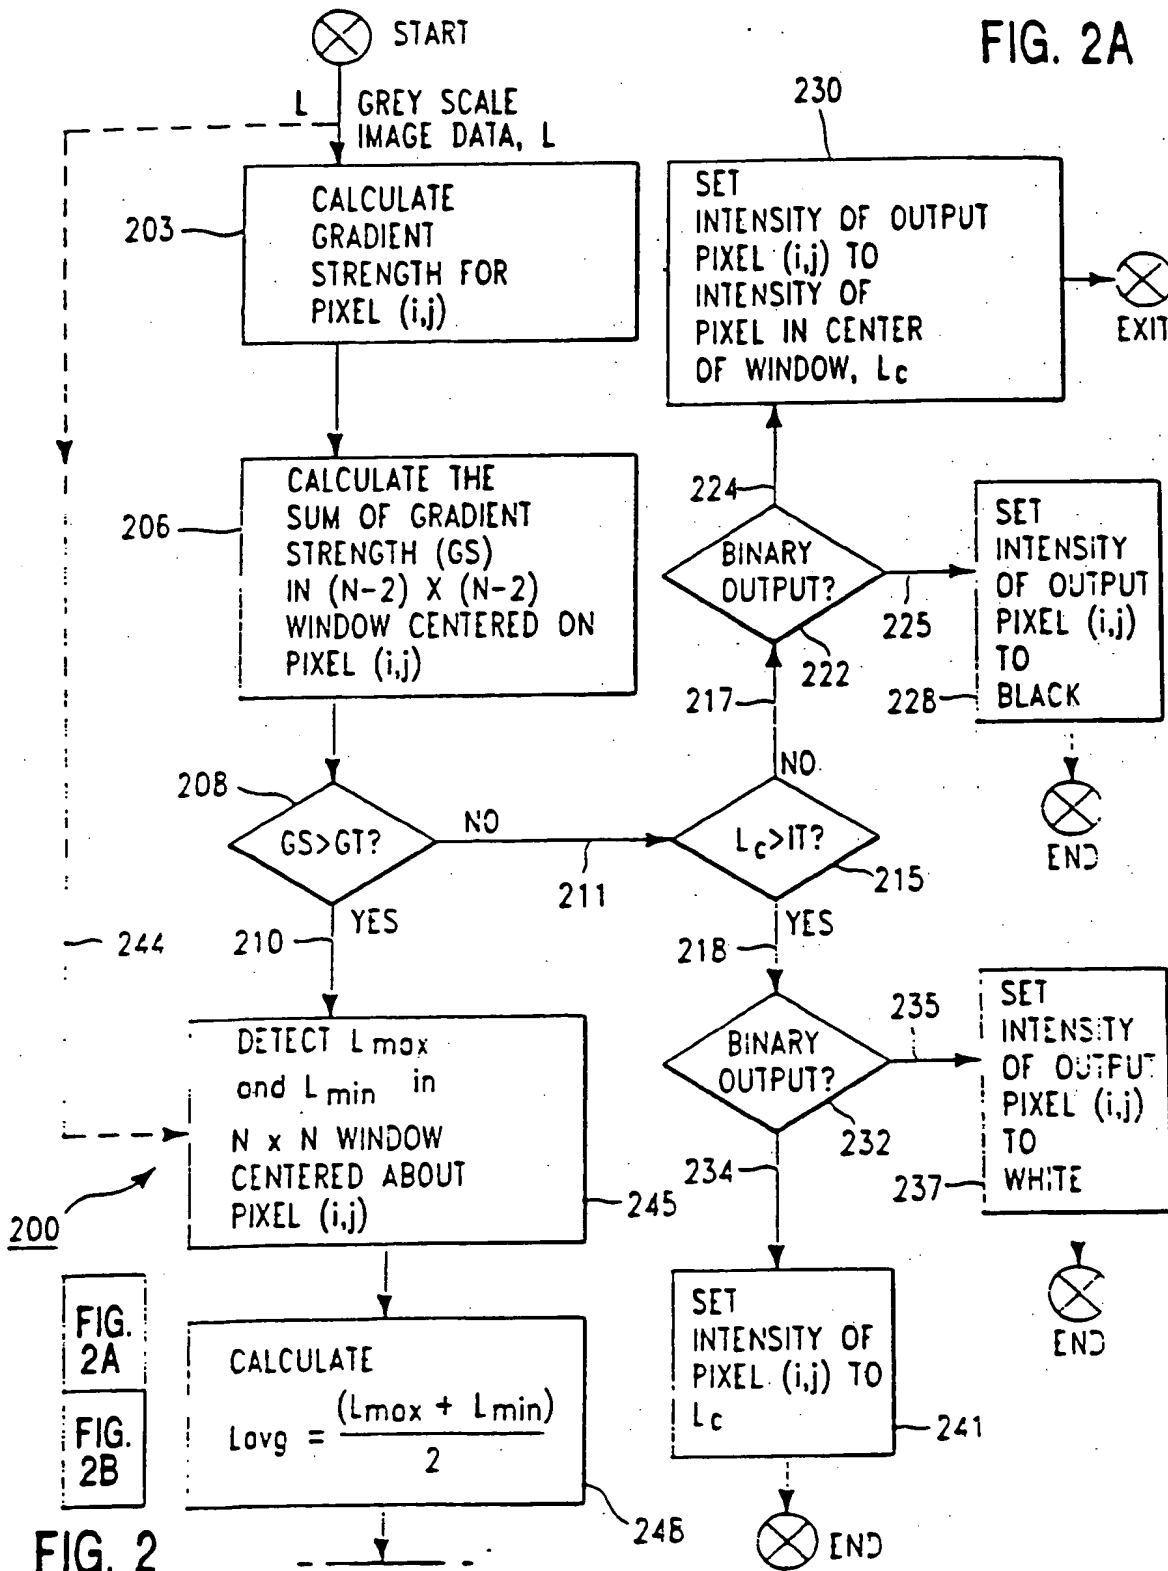 START
FIG. 2A
L
GREY SCALE
IMAGE DATA, L
230
203
CALCULATE
GRADIENT
STRENGTH FOR
PIXEL (i,j)
SET
INTENSITY OF OUTPUT
PIXEL (i,j) TO
INTENSITY OF
PIXEL IN CENTER
OF WINDOW, Lc
EXIT
206
CALCULATE THE
SUM OF GRADIENT
STRENGTH (GS)
IN (N-2) X (N-2)
WINDOW CENTERED ON
PIXEL (i,j)
224
BINARY
OUTPUT?
222
225
SET
INTENSITY
OF OUTPUT
PIXEL (i,j)
TO
BLACK
228
217
END
208
GS>GT?
NO
211
NO
Lc>IT?
215
YES
210
YES
218
244
DETECT Lmax
and Lmin in
N x N WINDOW
CENTERED ABOUT
PIXEL (i,j)
245
200
BINARY
OUTPUT?
232
235
234
SET
INTENSITY
OF OUTPUT
PIXEL (i,j)
TO
WHITE
237
END
FIG.
2A
FIG.
2B
FIG. 2
CALCULATE
Lavg = (Lmax + Lmin)
2
248
SET
INTENSITY OF
PIXEL (i,j) TO
Lc
241
END